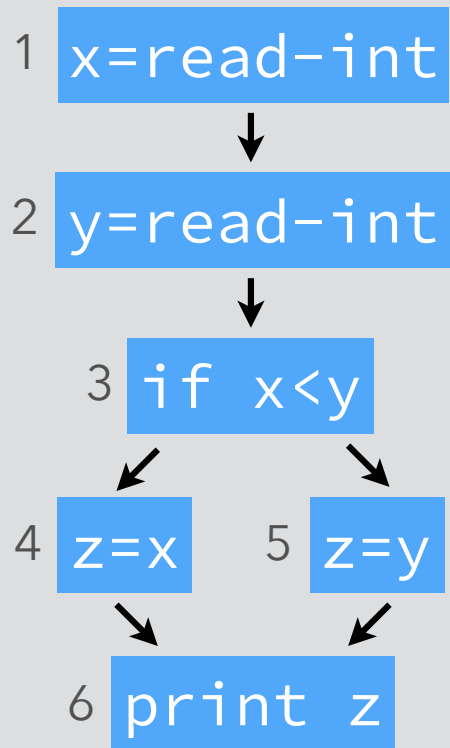 1 x=read-int
2 y=read-int
3 if x<y
4 z=x 5 z=y
6 print z